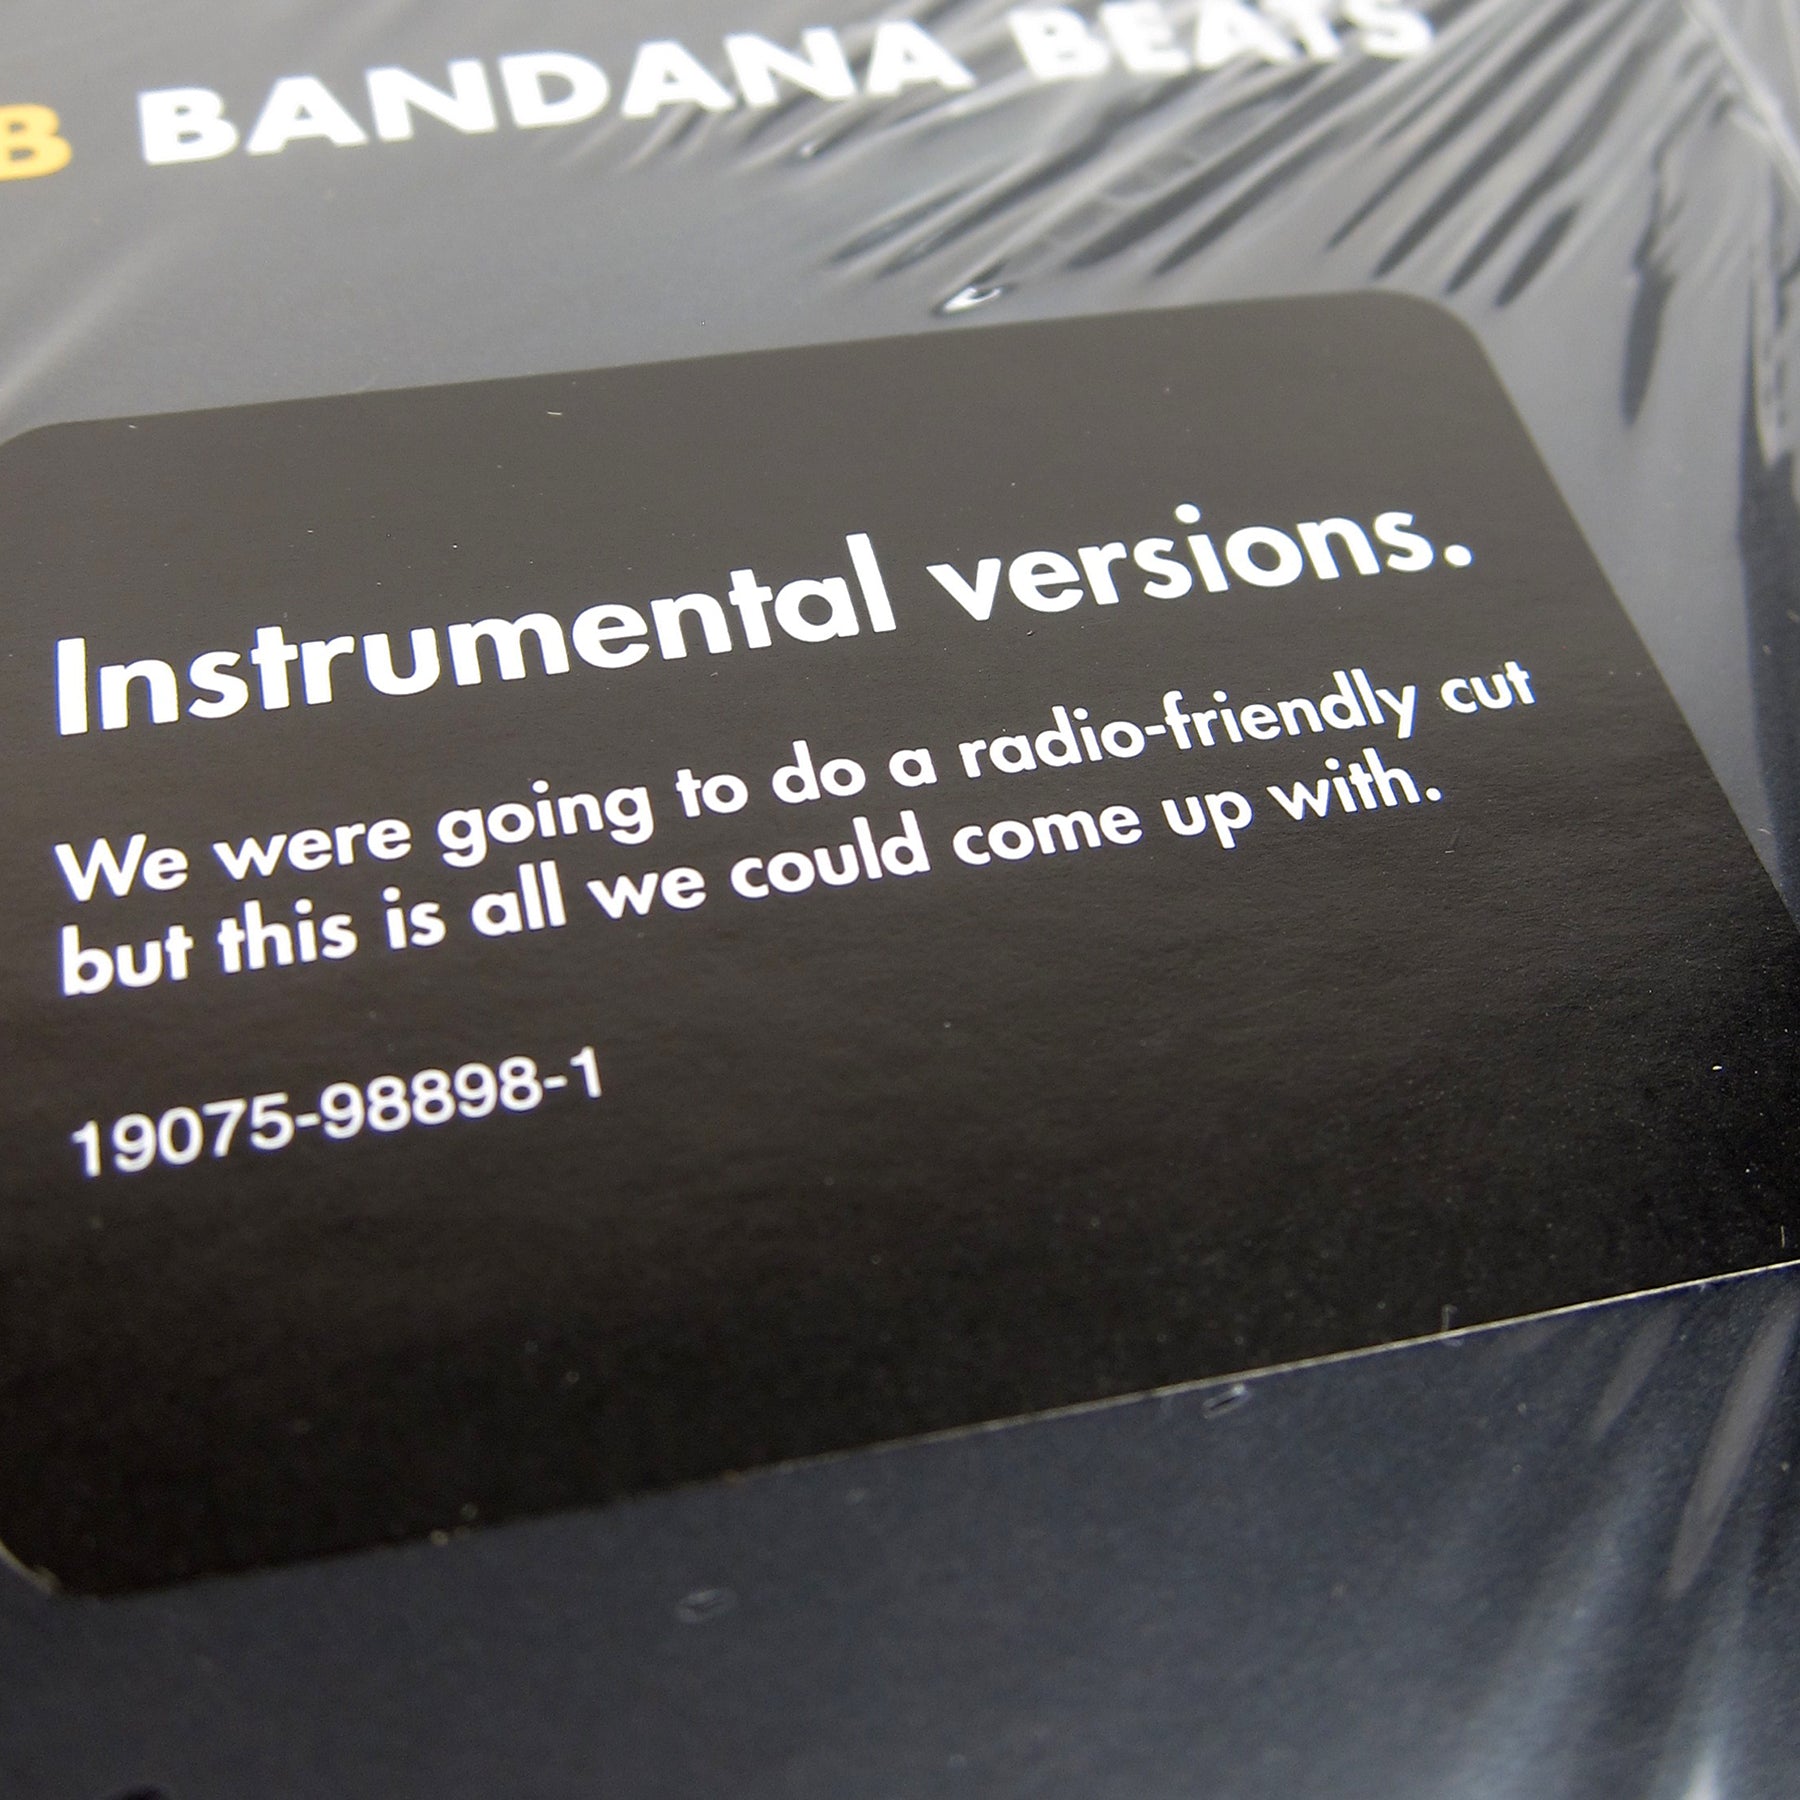 B BANDANA BEATS
Instrumental versions.
We were going to do a radio-friendly cut
but this is all we could come up with.
19075-98898-1